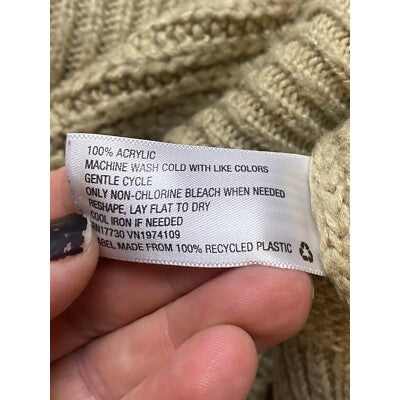 100% ACRYLIC
MACHINE WASH COLD WITH LIKE COLORS
GENTLE CYCLE
ONLY NON-CHLORINE BLEACH WHEN NEEDED
RESHAPE, LAY FLAT TO DRY
COOL IRON IF NEEDED
RN17730 VN1974109
LABEL MADE FROM 100% RECYCLED PLASTIC